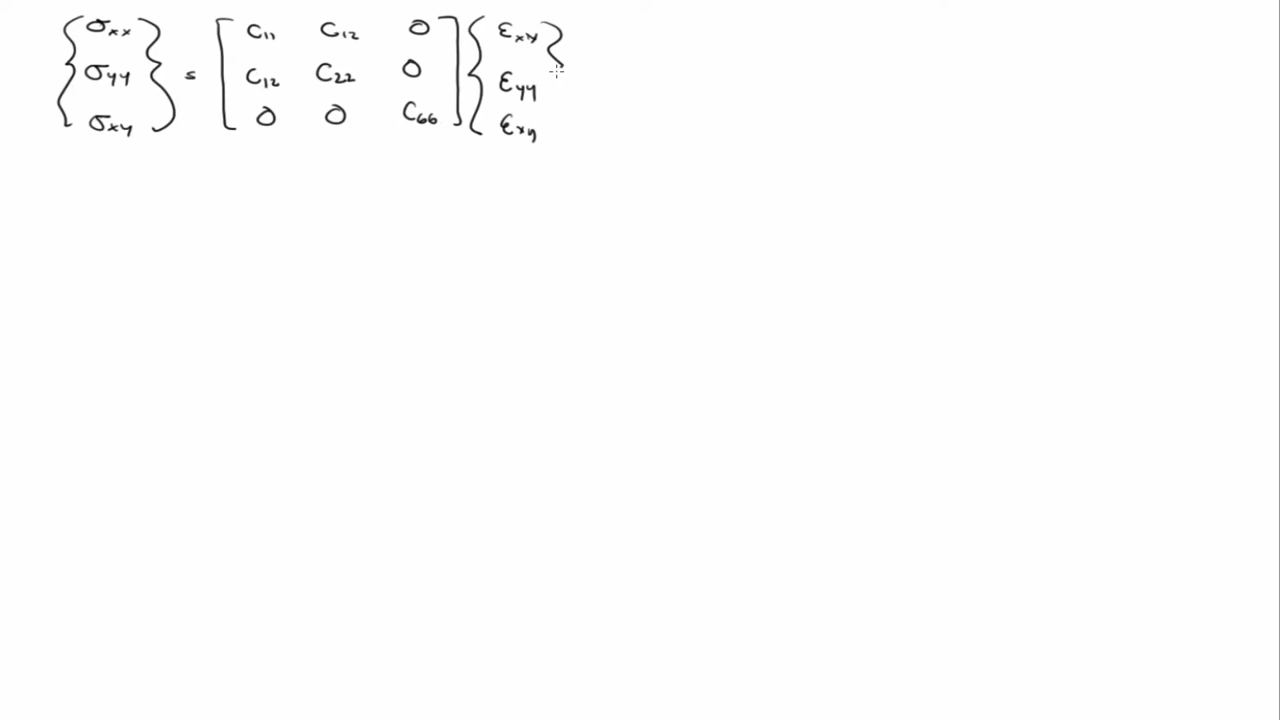 { σxx } [ C11 C12 0 ] { εxx }
{ σyy } = [ C12 C22 0 ] { εyy
{ σxy } [ 0 0 C66 ] { εxy